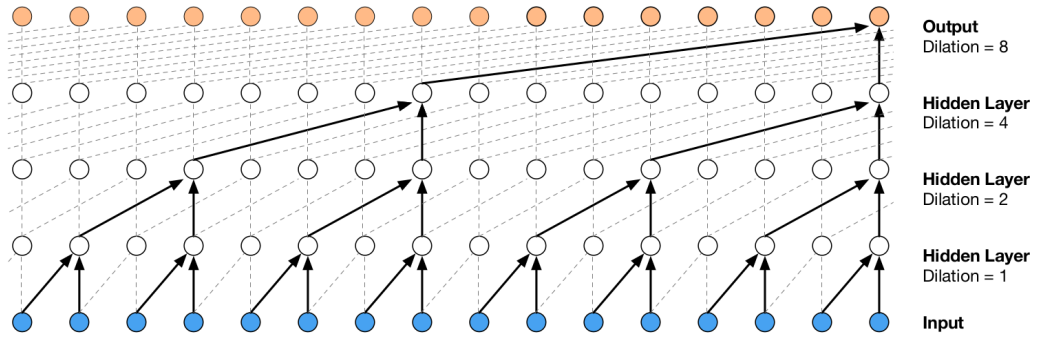 Output
Dilation = 8
Hidden Layer
Dilation = 4
Hidden Layer
Dilation = 2
Hidden Layer
Dilation = 1
Input